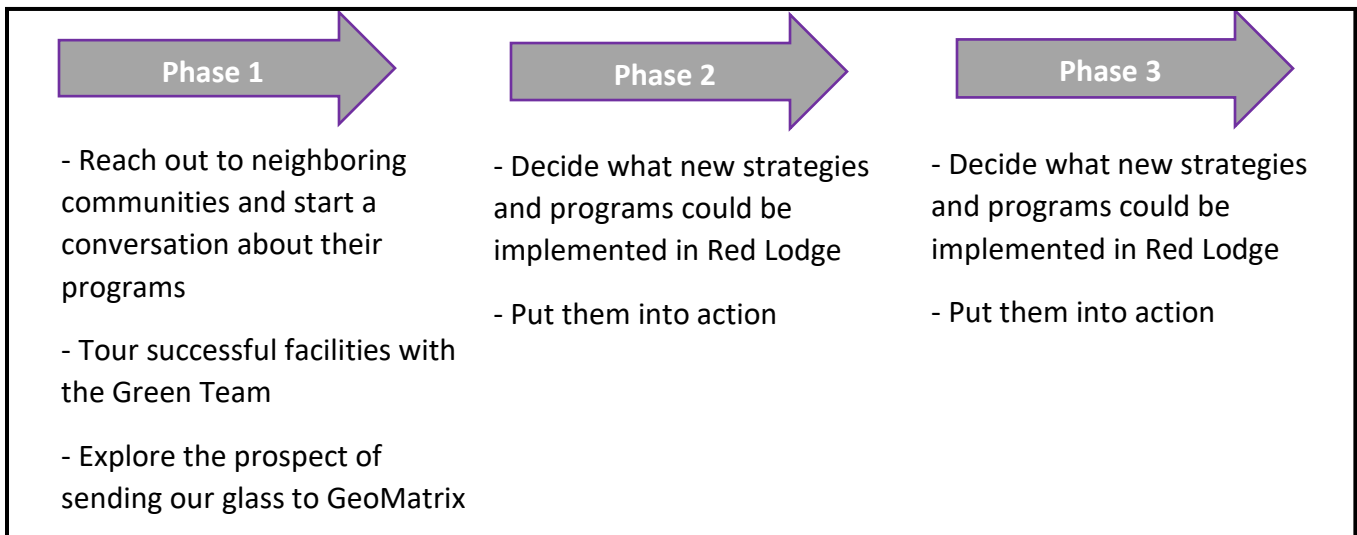 Phase 1
- Reach out to neighboring
communities and start a
conversation about their
programs
- Tour successful facilities with
the Green Team
- Explore the prospect of
sending our glass to GeoMatrix
Phase 2
- Decide what new strategies
and programs could be
implemented in Red Lodge
- Put them into action
Phase 3
- Decide what new strategies
and programs could be
implemented in Red Lodge
- Put them into action